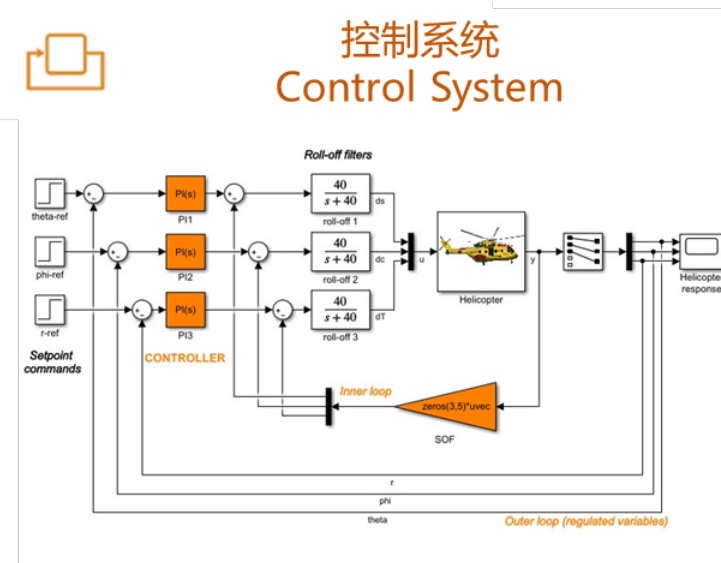 控制系统
Control System
Roll-off filters
theta-ref
PI(s)
PI1
40
s + 40
roll-off 1
ds
phi-ref
PI(s)
PI2
40
s + 40
roll-off 2
dc
r-ref
PI(s)
PI3
40
s + 40
roll-off 3
dT
u
Helicopter
y
Helicopte
response
Setpoint
commands
CONTROLLER
Inner loop
zeros(3,5)*uvec
SOF
r
phi
theta
Outer loop (regulated variables)